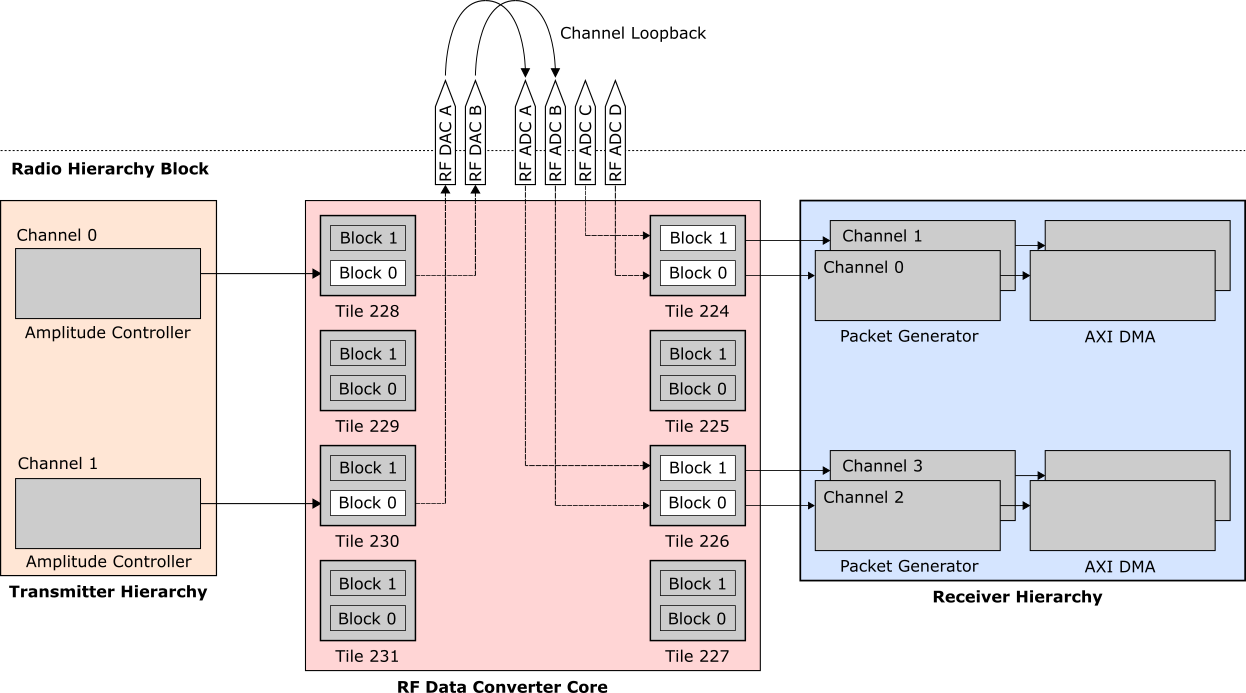 Channel Loopback
RF DAC A
RF DAC B
RF ADC A
RF ADC B
RF ADC C
RF ADC D
Radio Hierarchy Block
Channel 0
Amplitude Controller
Channel 1
Amplitude Controller
Transmitter Hierarchy
Block 1
Block 0
Tile 228
Block 1
Block 0
Tile 229
Block 1
Block 0
Tile 230
Block 1
Block 0
Tile 231
Block 1
Block 0
Tile 224
Block 1
Block 0
Tile 225
Block 1
Block 0
Tile 226
Block 1
Block 0
Tile 227
RF Data Converter Core
Channel 1
Channel 0
Packet Generator
AXI DMA
Channel 3
Channel 2
Packet Generator
AXI DMA
Receiver Hierarchy